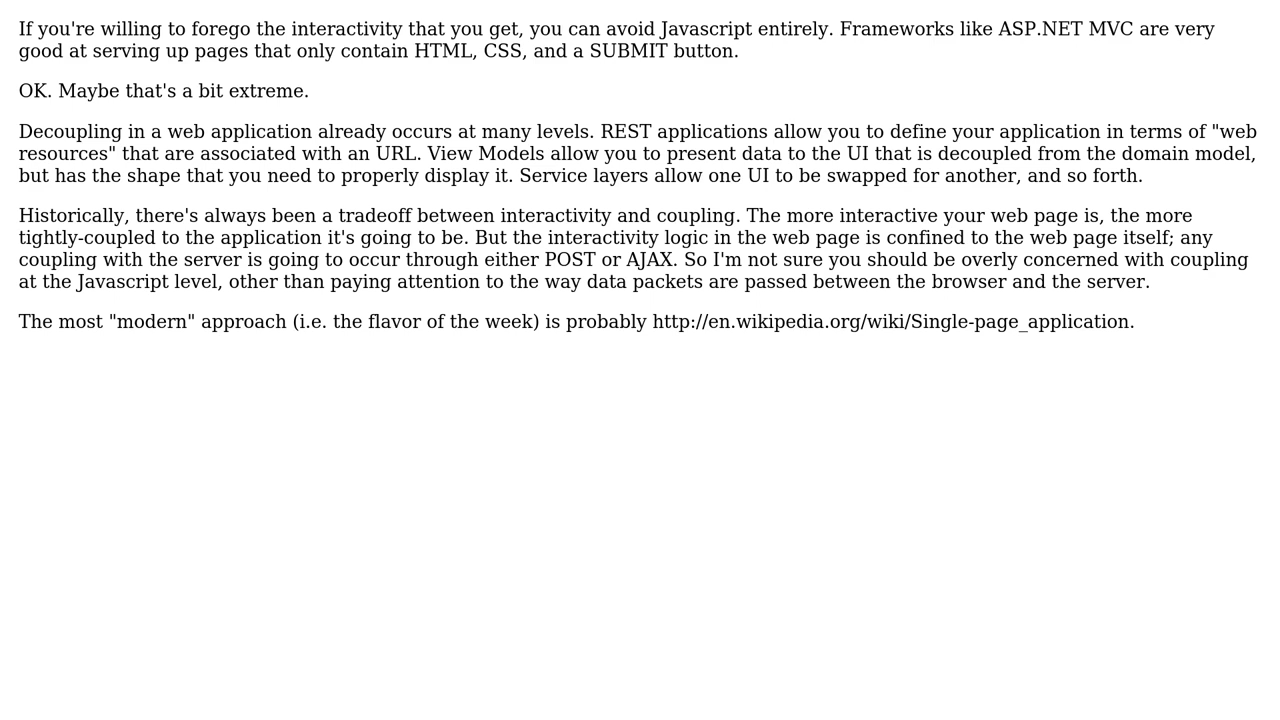 If you're willing to forego the interactivity that you get, you can avoid Javascript entirely. Frameworks like ASP.NET MVC are very
good at serving up pages that only contain HTML, CSS, and a SUBMIT button.
OK. Maybe that's a bit extreme.
Decoupling in a web application already occurs at many levels. REST applications allow you to define your application in terms of "web
resources" that are associated with an URL. View Models allow you to present data to the UI that is decoupled from the domain model,
but has the shape that you need to properly display it. Service layers allow one UI to be swapped for another, and so forth.
Historically, there's always been a tradeoff between interactivity and coupling. The more interactive your web page is, the more
tightly-coupled to the application it's going to be. But the interactivity logic in the web page is confined to the web page itself; any
coupling with the server is going to occur through either POST or AJAX. So I'm not sure you should be overly concerned with coupling
at the Javascript level, other than paying attention to the way data packets are passed between the browser and the server.
The most "modern" approach (i.e. the flavor of the week) is probably http://en.wikipedia.org/wiki/Single-page_application.